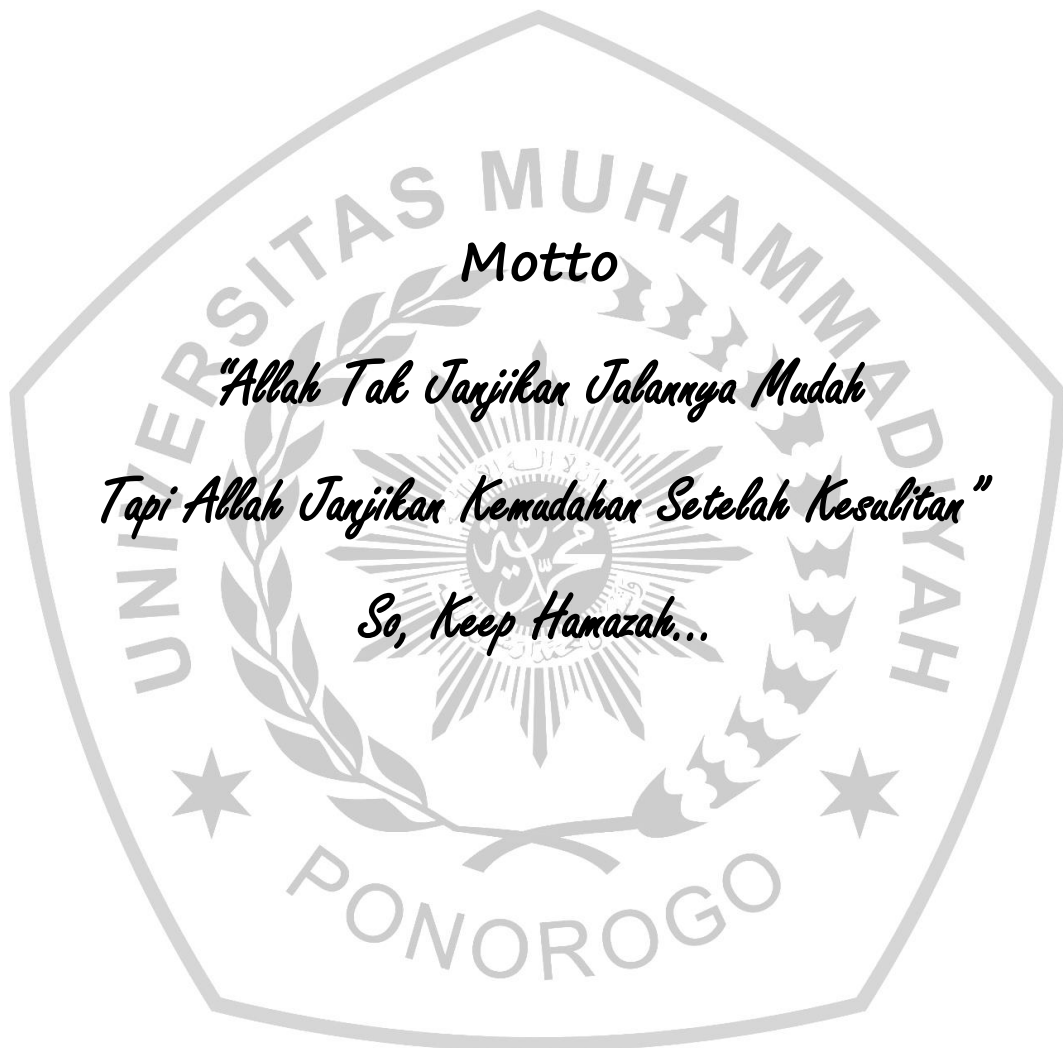 UNIVERSITAS MUHAMMADIYAH
Motto
“Allah Tak Janjikan Jalannya Mudah
Tapi Allah Janjikan Kemudahan Setelah Kesulitan”
So, Keep Hamazah...
PONOROGO